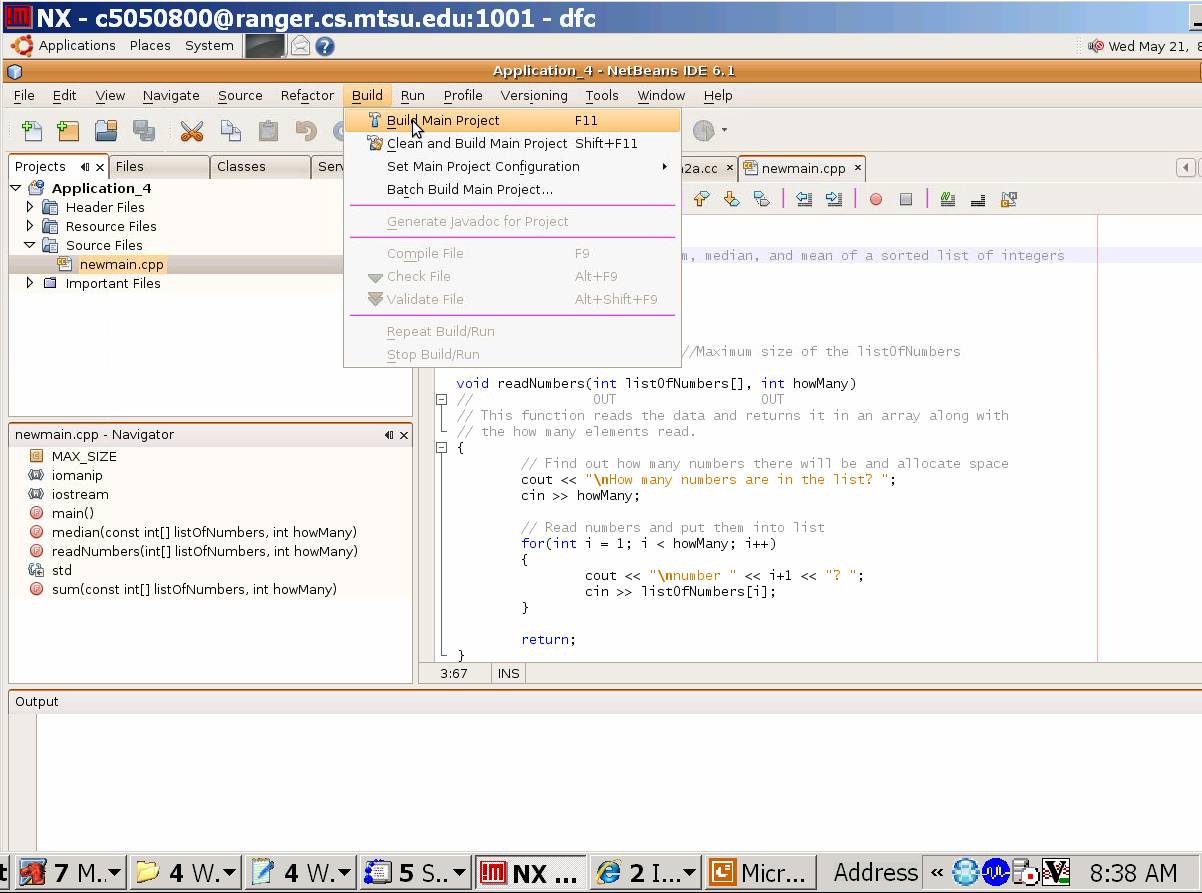 NX - c5050800@ranger.cs.mtsu.edu:1001 - dfc
Applications Places System Wed May 21,
Application_4 - NetBeans IDE 6.1
File Edit View Navigate Source Refactor Build Run Profile Versioning Tools Window Help
Build Main Project F11
Clean and Build Main Project Shift+F11
Set Main Project Configuration
Batch Build Main Project...
Generate Javadoc for Project
Compile File F9
Check File Alt+F9
Validate File Alt+Shift+F9
Repeat Build/Run
Stop Build/Run
Projects Files Classes Serv
Application_4
Header Files
Resource Files
Source Files
newmain.cpp
Important Files
newmain.cpp - Navigator
MAX_SIZE
iomanip
iostream
main()
median(const int[] listOfNumbers, int howMany)
readNumbers(int[] listOfNumbers, int howMany)
std
sum(const int[] listOfNumbers, int howMany)
2a.cc newmain.cpp
, median, and mean of a sorted list of integers
//Maximum size of the listOfNumbers
void readNumbers(int listOfNumbers[], int howMany)
// OUT OUT
// This function reads the data and returns it in an array along with
// the how many elements read.
{
// Find out how many numbers there will be and allocate space
cout << "\nHow many numbers are in the list? ";
cin >> howMany;
// Read numbers and put them into list
for(int i = 1; i < howMany; i++)
{
cout << "\nnumber " << i+1 << "? ";
cin >> listOfNumbers[i];
}
return;
}
3:67 INS
Output
t 7 M.. 4 W.. 4 W.. 5 S.. NX ... 2 I... Micr... Address « 8:38 AM